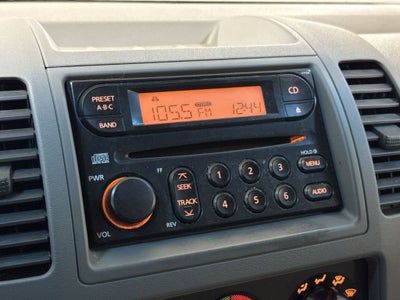 PRESET
A·B·C
BAND
105.5 FM 12:44
CD
HOLD
PWR
FF
SEEK
TRACK
REV
VOL
1 2 3
4 5 6
MENU
AUDIO